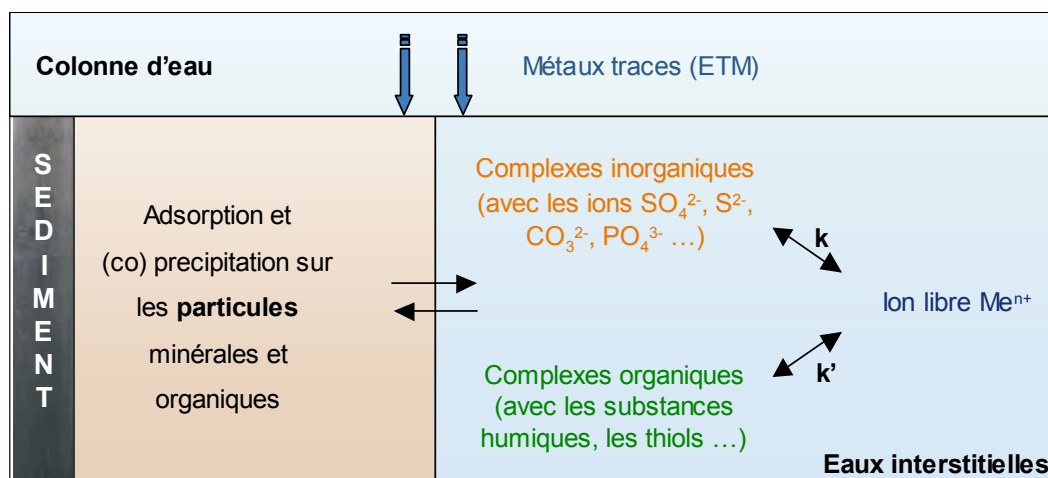 Colonne d'eau
Métaux traces (ETM)
SEDIMENT
Adsorption et
(co) precipitation sur
les particules
minérales et
organiques
Complexes inorganiques
(avec les ions SO₄²⁻, S²⁻,
CO₃²⁻, PO₄³⁻ …)
k
Ion libre Meⁿ⁺
k'
Complexes organiques
(avec les substances
humiques, les thiols …)
Eaux interstitielles